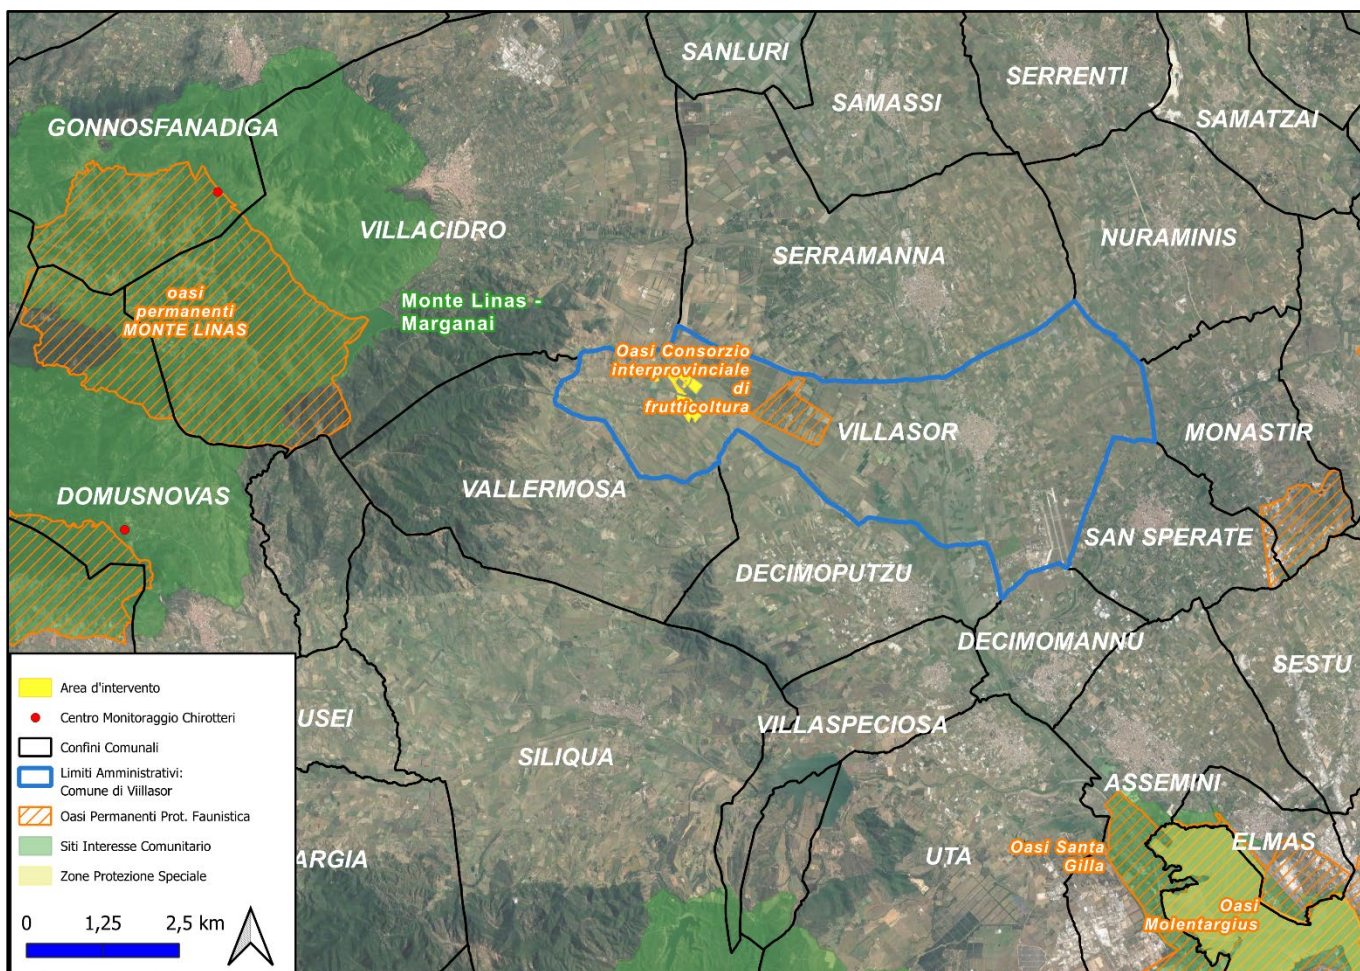 SANLURI
SERRENTI
SAMASSI
SAMATZAI
GONNOSFANADIGA
VILLACIDRO
NURAMINIS
SERRAMANNA
oasi
permanenti
MONTE LINAS
Monte Linas -
Marganai
Oasi Consorzio
interprovinciale
di
frutticoltura
VILLASOR
MONASTIR
VALLERMOSA
DOMUSNOVAS
SAN SPERATE
DECIMOPUTZU
DECIMOMANNU
SESTU
USEI
VILLASPECIOSA
SILIQUA
ASSEMINI
ELMAS
ARGIA
UTA
Oasi Santa
Gilla
Oasi
Molentargius
Area d'intervento
Centro Monitoraggio Chirotteri
Confini Comunali
Limiti Amministrativi:
Comune di Viillasor
Oasi Permanenti Prot. Faunistica
Siti Interesse Comunitario
Zone Protezione Speciale
0 1,25 2,5 km